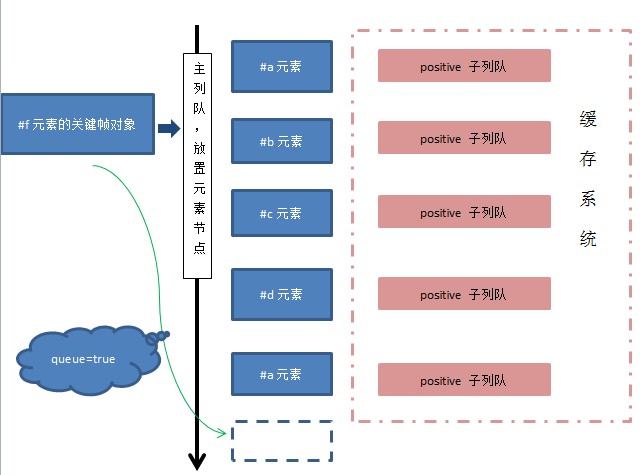 #f 元素的关键帧对象
主列队，放置元素节点
#a 元素
positive 子列队
#b 元素
positive 子列队
#c 元素
positive 子列队
#d 元素
positive 子列队
#a 元素
positive 子列队
缓存系统
queue=true